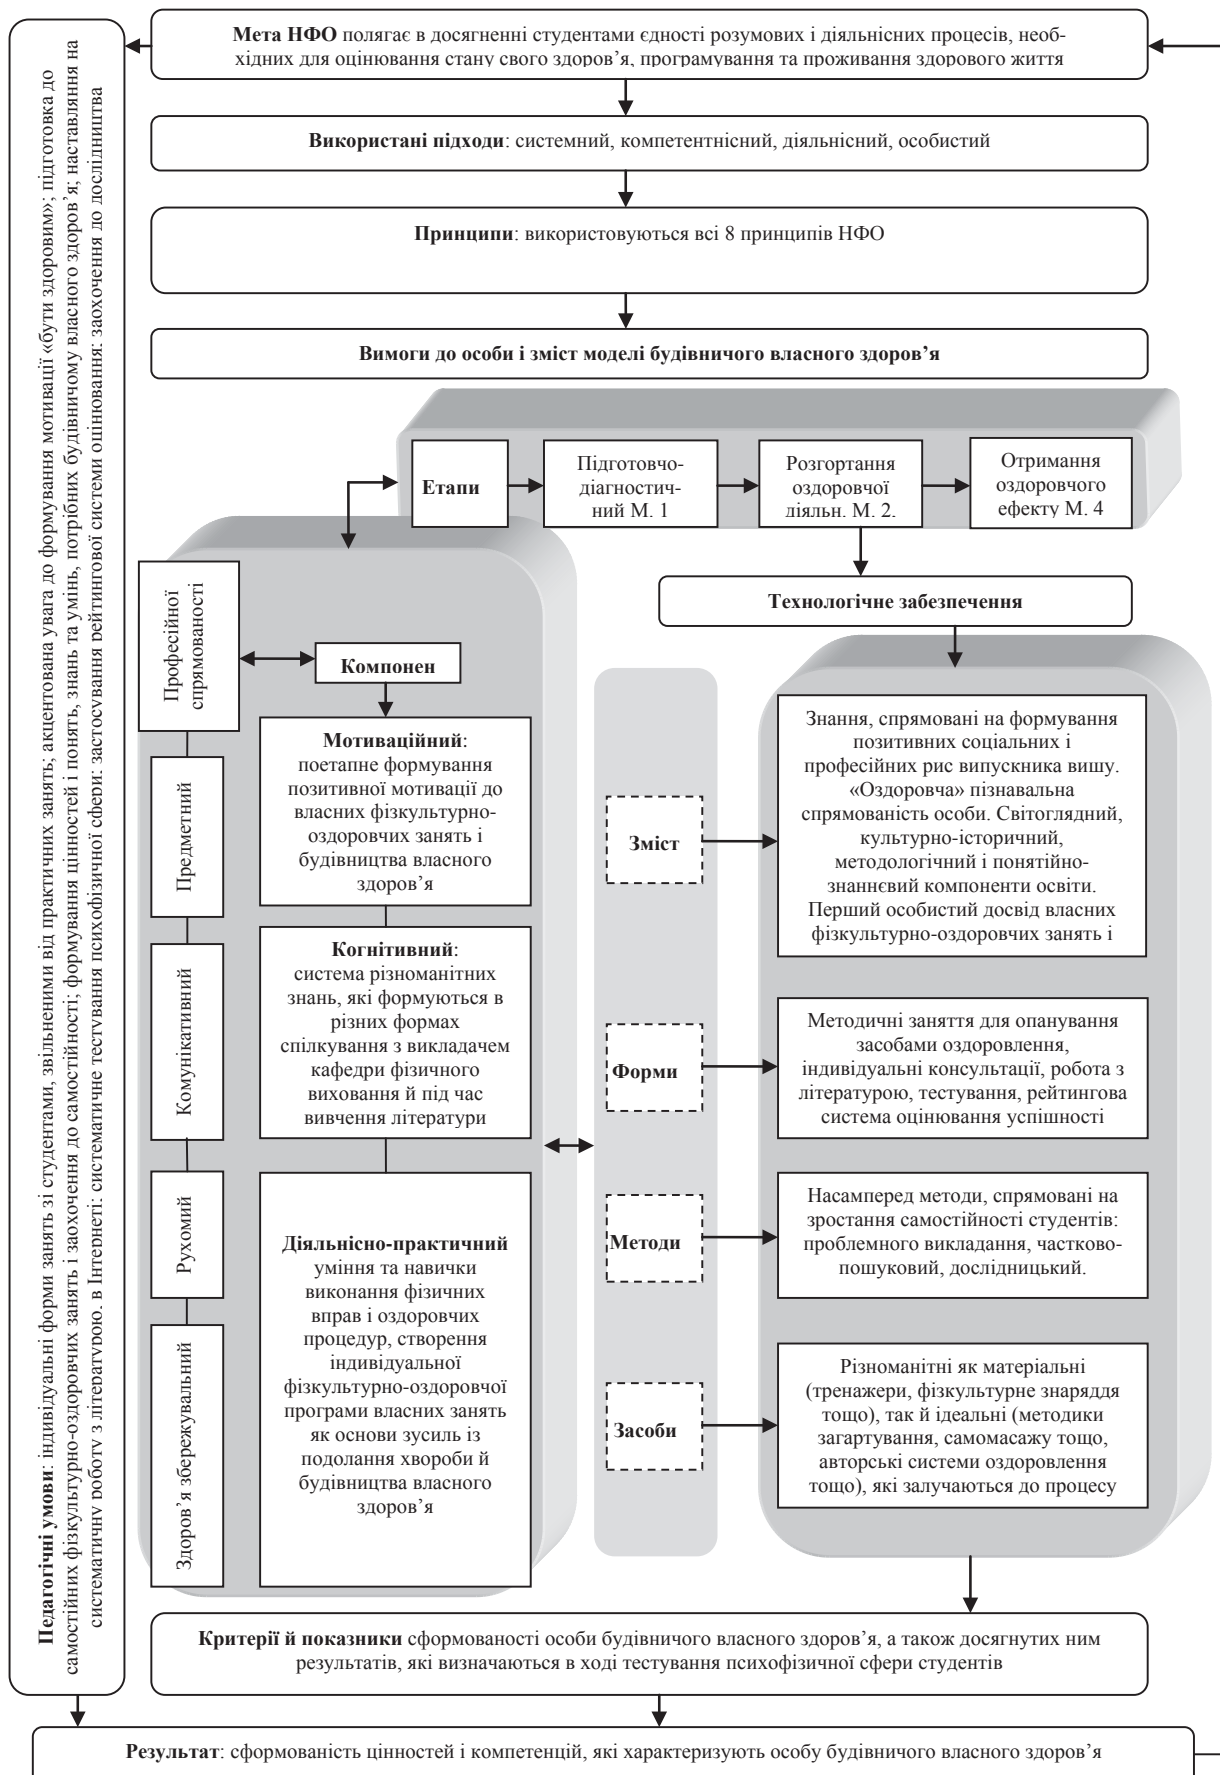 Педагогічні умови: індивідуальні форми занять зі студентами, звільненими від практичних занять; акцентована увага до формування мотивації «бути здоровим»; підготовка до
самостійних фізкультурно-оздоровчих занять і заохочення до самостійності; формування цінностей і понять, знань та умінь, потрібних будівничому власного здоров’я; наставляння на
систематичну роботу з літературою, в Інтернеті; систематичне тестування психофізичної сфери; застосування рейтингової системи оцінювання; заохочення до дослідництва
Мета НФО полягає в досягненні студентами єдності розумових і діяльнісних процесів, необ-
хідних для оцінювання стану свого здоров’я, програмування та проживання здорового життя
Використані підходи: системний, компетентнісний, діяльнісний, особистий
Принципи: використовуються всі 8 принципів НФО
Вимоги до особи і зміст моделі будівничого власного здоров’я
Етапи
Підготовчо-
діагностич-
ний М. 1
Розгортання
оздоровчої
діяльн. М. 2,
Отримання
оздоровчого
ефекту М. 4
Професійної
спрямованості
Предметний
Комунікативний
Рухомий
Здоров’я збережувальний
Компонен
Мотиваційний:
поетапне формування
позитивної мотивації до
власних фізкультурно-
оздоровчих занять і
будівництва власного
здоров’я
Когнітивний:
система різноманітних
знань, які формуються в
різних формах
спілкування з викладачем
кафедри фізичного
виховання й під час
вивчення літератури
Діяльнісно-практичний
уміння та навички
виконання фізичних
вправ і оздоровчих
процедур, створення
індивідуальної
фізкультурно-оздоровчої
програми власних занять
як основи зусиль із
подолання хвороби й
будівництва власного
здоров’я
Технологічне забезпечення
Зміст
Знання, спрямовані на формування
позитивних соціальних і
професійних рис випускника вишу.
«Оздоровча» пізнавальна
спрямованість особи. Світоглядний,
культурно-історичний,
методологічний і понятійно-
знаннєвий компоненти освіти.
Перший особистий досвід власних
фізкультурно-оздоровчих занять і
Форми
Методичні заняття для опанування
засобами оздоровлення,
індивідуальні консультації, робота з
літературою, тестування, рейтингова
система оцінювання успішності
Методи
Насамперед методи, спрямовані на
зростання самостійності студентів:
проблемного викладання, частково-
пошуковий, дослідницький.
Засоби
Різноманітні як матеріальні
(тренажери, фізкультурне знаряддя
тощо), так й ідеальні (методики
загартування, самомасажу тощо,
авторські системи оздоровлення
тощо), які залучаються до процесу
Критерії й показники сформованості особи будівничого власного здоров’я, а також досягнутих ним
результатів, які визначаються в ході тестування психофізичної сфери студентів
Результат: сформованість цінностей і компетенцій, які характеризують особу будівничого власного здоров’я